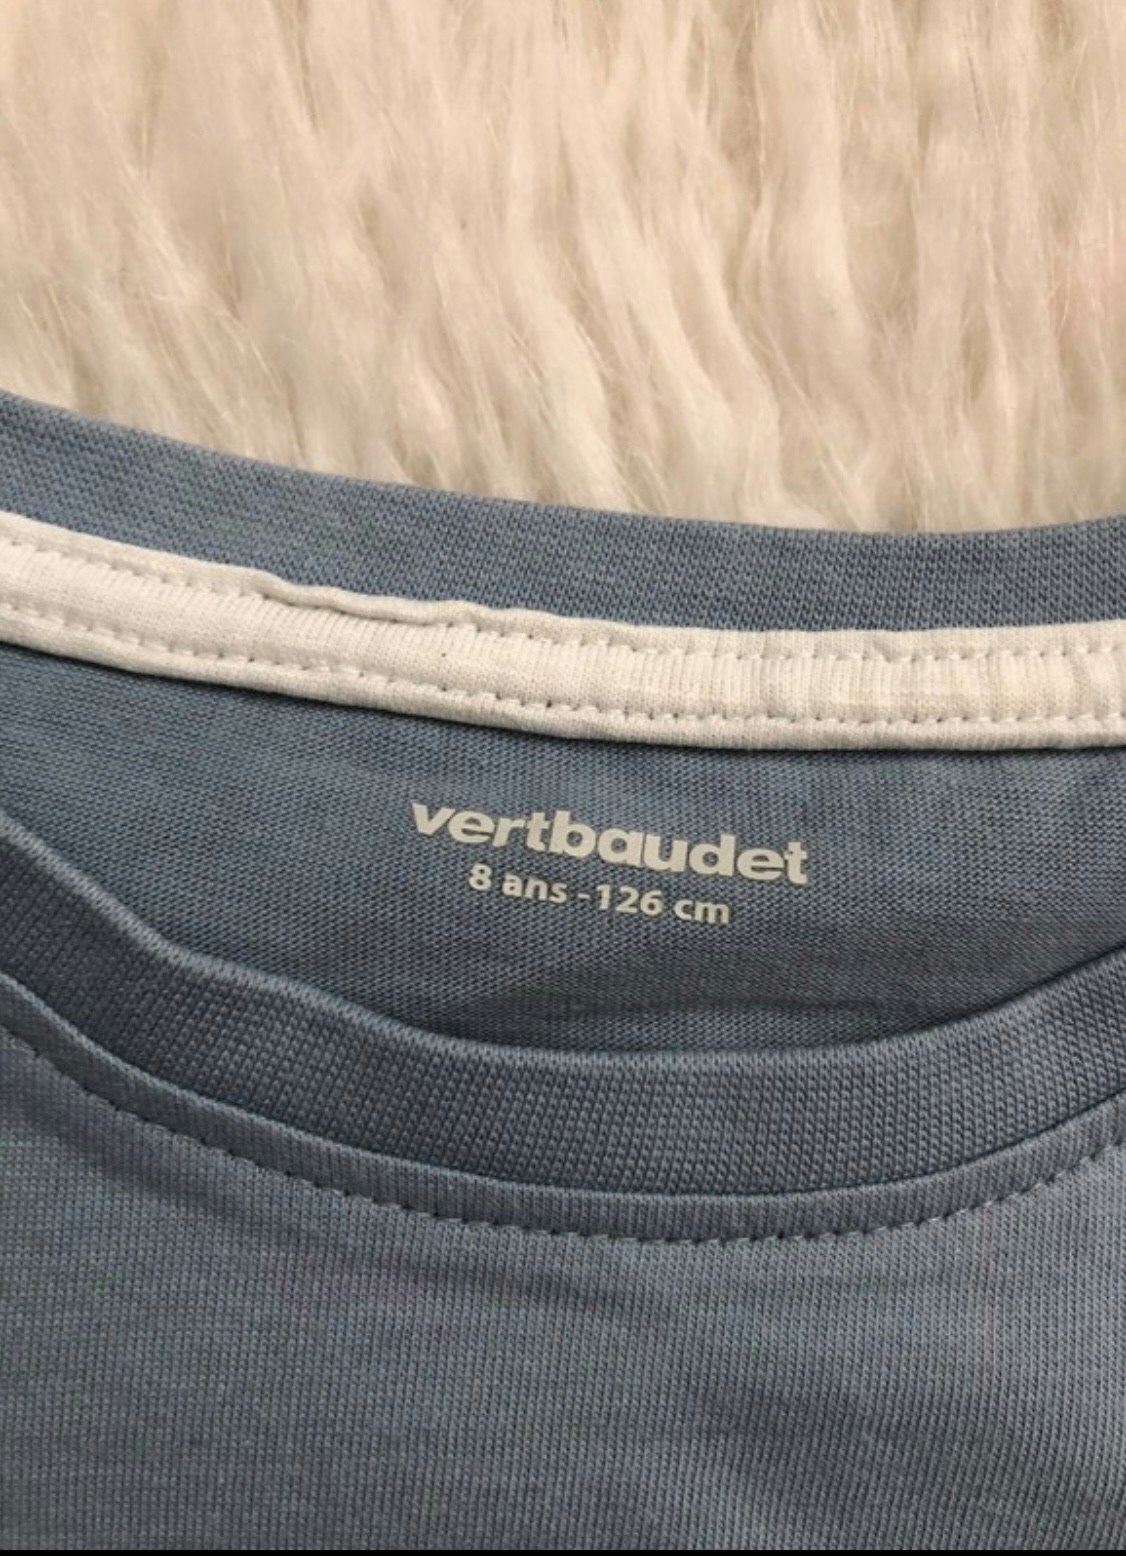 vertbaudet
8 ans - 126 cm